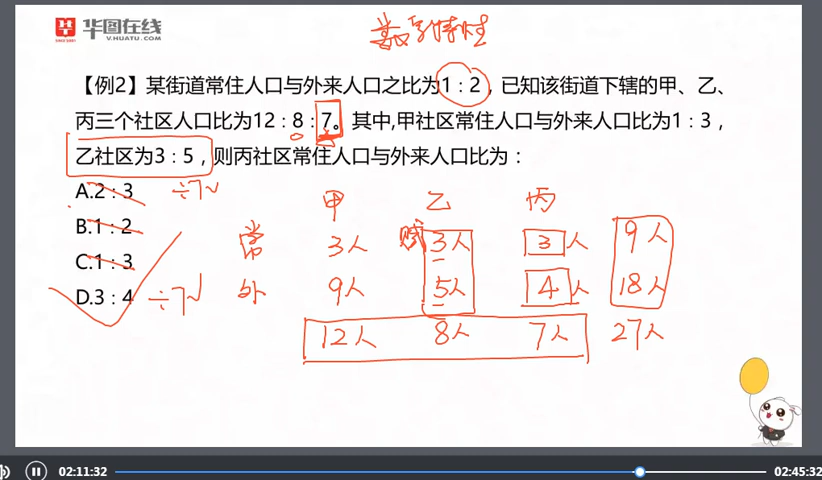 华图在线
V.HUATU.COM
数字特性
【例2】某街道常住人口与外来人口之比为1:2，已知该街道下辖的甲、乙、
丙三个社区人口比为12:8:7。其中,甲社区常住人口与外来人口比为1:3，
乙社区为3:5，则丙社区常住人口与外来人口比为：
A.2:3 ÷7~
B.1:2
C.1:3
D.3:4 ÷7√
甲 乙 丙
常 3人 赋 3人 3人 9人
外 9人 5人 4人 18人
12人 8人 7人 27人
02:11:32 02:45:32